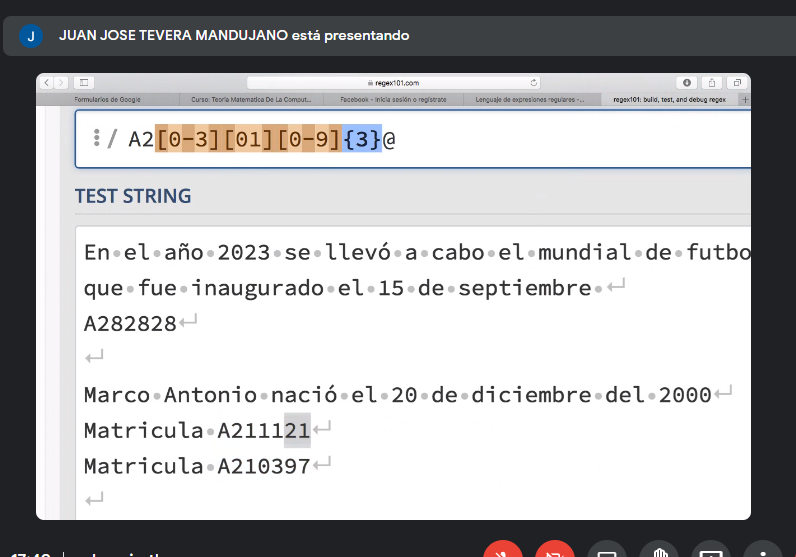 J JUAN JOSE TEVERA MANDUJANO está presentando
regex101.com
Formularios de Google Curso: Teoria Matematica De La Comput... Facebook - Inicia sesión o regístrate Lenguaje de expresiones regulares -... regex101: build, test, and debug regex +
/ A2[0-3][01][0-9]{3}@
TEST STRING
En·el·año·2023·se·llevó·a·cabo·el·mundial·de·futbo
que·fue·inaugurado·el·15·de·septiembre·↵
A282828↵
↵
Marco·Antonio·nació·el·20·de·diciembre·del·2000↵
Matricula·A211121↵
Matricula·A210397↵
↵